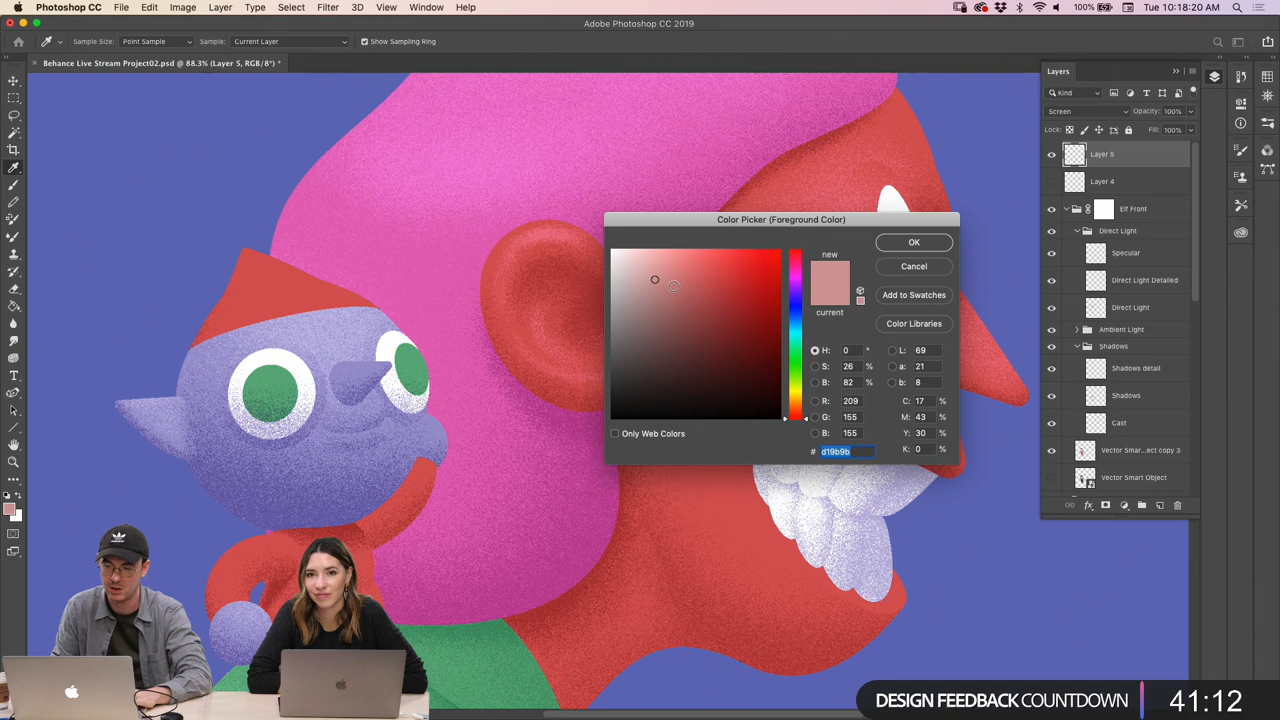 Photoshop CC File Edit Image Layer Type Select Filter 3D View Window Help 100% Tue 10:18:20 AM
Adobe Photoshop CC 2019
Sample Size: Point Sample Sample: Current Layer Show Sampling Ring
Behance Live Stream Project02.psd @ 88.3% (Layer 5, RGB/8*) *
Layers
Kind
Screen Opacity: 100%
Lock: Fill: 100%
Layer 5
Layer 4
Elf Front
Direct Light
Specular
Direct Light Detailed
Direct Light
Ambient Light
Shadows
Shadows detail
Shadows
Cast
Vector Smar...ect copy 3
Vector Smart Object
Color Picker (Foreground Color)
new
current
OK
Cancel
Add to Swatches
Color Libraries
H: 0 ° L: 69
S: 26 % a: 21
B: 82 % b: 8
R: 209 C: 17 %
G: 155 M: 43 %
B: 155 Y: 30 %
# d19b9b K: 0 %
Only Web Colors
DESIGN FEEDBACK COUNTDOWN 41:12